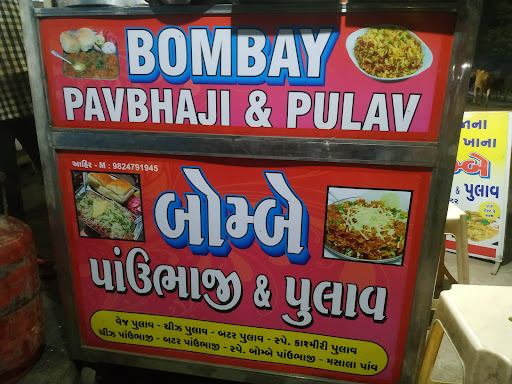 BOMBAY
PAVBHAJI & PULAV
આહિર - M : 9824791945
બોમ્બે
પાંઉભાજી & પુલાવ
વેજ પુલાવ - ચીઝ પુલાવ - બટર પુલાવ - સ્પે. કાશ્મીરી પુલાવ
ચીઝ પાંઉભાજી - બટર પાંઉભાજી - સ્પે. બોમ્બે પાંઉભાજી - મસાલા પાંવ
& પુલાવ